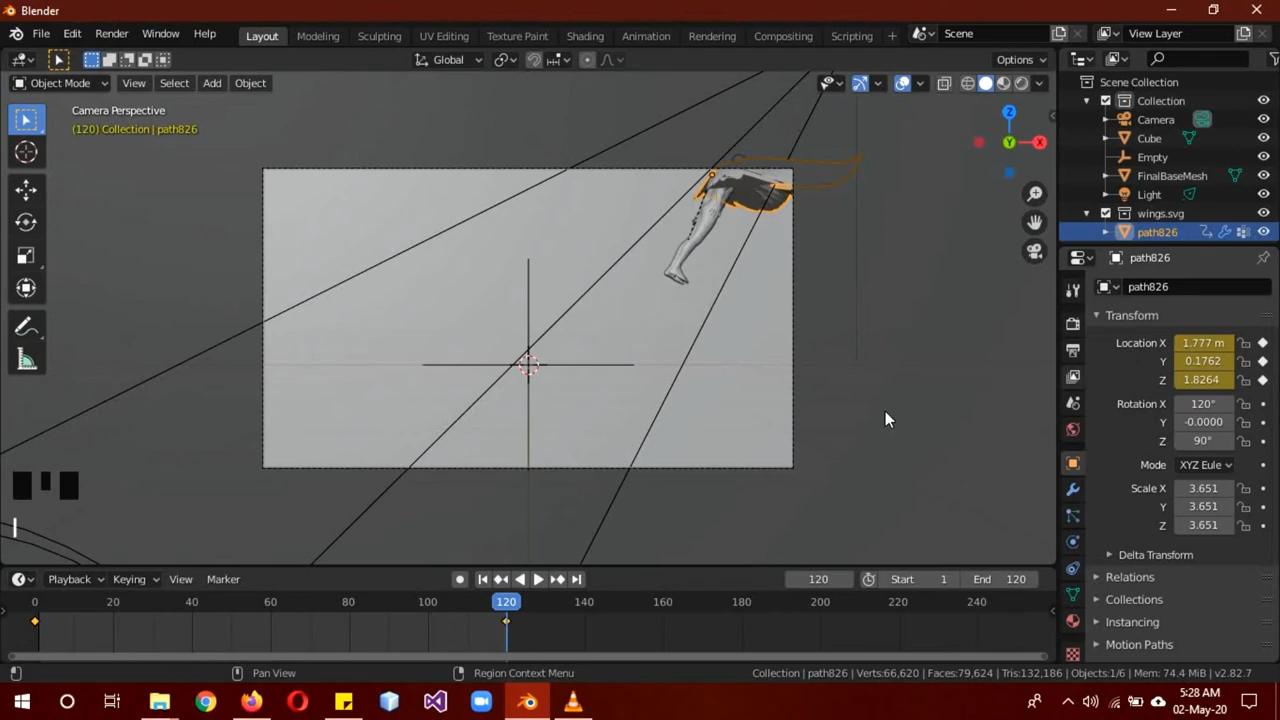 Blender
File Edit Render Window Help Layout Modeling Sculpting UV Editing Texture Paint Shading Animation Rendering Compositing Scripting + Scene View Layer
Global Options
Object Mode View Select Add Object
Camera Perspective
(120) Collection | path826
Z
Y
X
Scene Collection
Collection
Camera
Cube
Empty
FinalBaseMesh
Light
wings.svg
path826
path826
path826
Transform
Location X 1.777 m
Y 0.1762
Z 1.8264
Rotation X 120°
Y -0.0000
Z 90°
Mode XYZ Eule
Scale X 3.651
Y 3.651
Z 3.651
Delta Transform
Relations
Collections
Instancing
Motion Paths
Playback Keying View Marker 120 Start 1 End 120
0 20 40 60 80 100 120 140 160 180 200 220 240
Pan View Region Context Menu Collection | path826 | Verts:66,620 | Faces:79,624 | Tris:132,186 | Objects:1/6 | Mem: 74.4 MiB | v2.82.7
5:28 AM
02-May-20